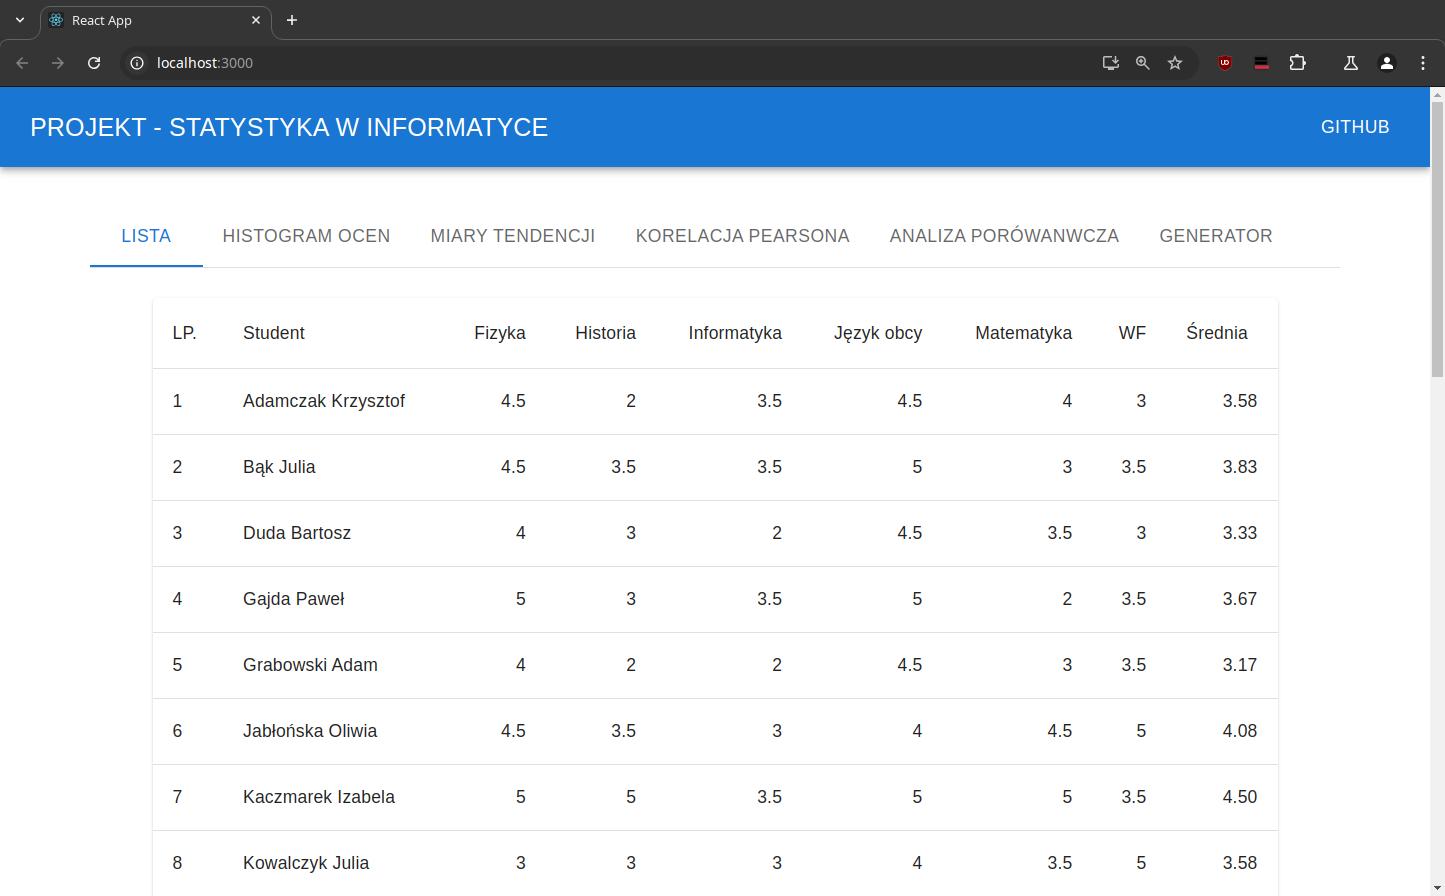 React App
localhost:3000
PROJEKT - STATYSTYKA W INFORMATYCE GITHUB
LISTA HISTOGRAM OCEN MIARY TENDENCJI KORELACJA PEARSONA ANALIZA PORÓWANWCZA GENERATOR
LP. Student Fizyka Historia Informatyka Język obcy Matematyka WF Średnia
1 Adamczak Krzysztof 4.5 2 3.5 4.5 4 3 3.58
2 Bąk Julia 4.5 3.5 3.5 5 3 3.5 3.83
3 Duda Bartosz 4 3 2 4.5 3.5 3 3.33
4 Gajda Paweł 5 3 3.5 5 2 3.5 3.67
5 Grabowski Adam 4 2 2 4.5 3 3.5 3.17
6 Jabłońska Oliwia 4.5 3.5 3 4 4.5 5 4.08
7 Kaczmarek Izabela 5 5 3.5 5 5 3.5 4.50
8 Kowalczyk Julia 3 3 3 4 3.5 5 3.58